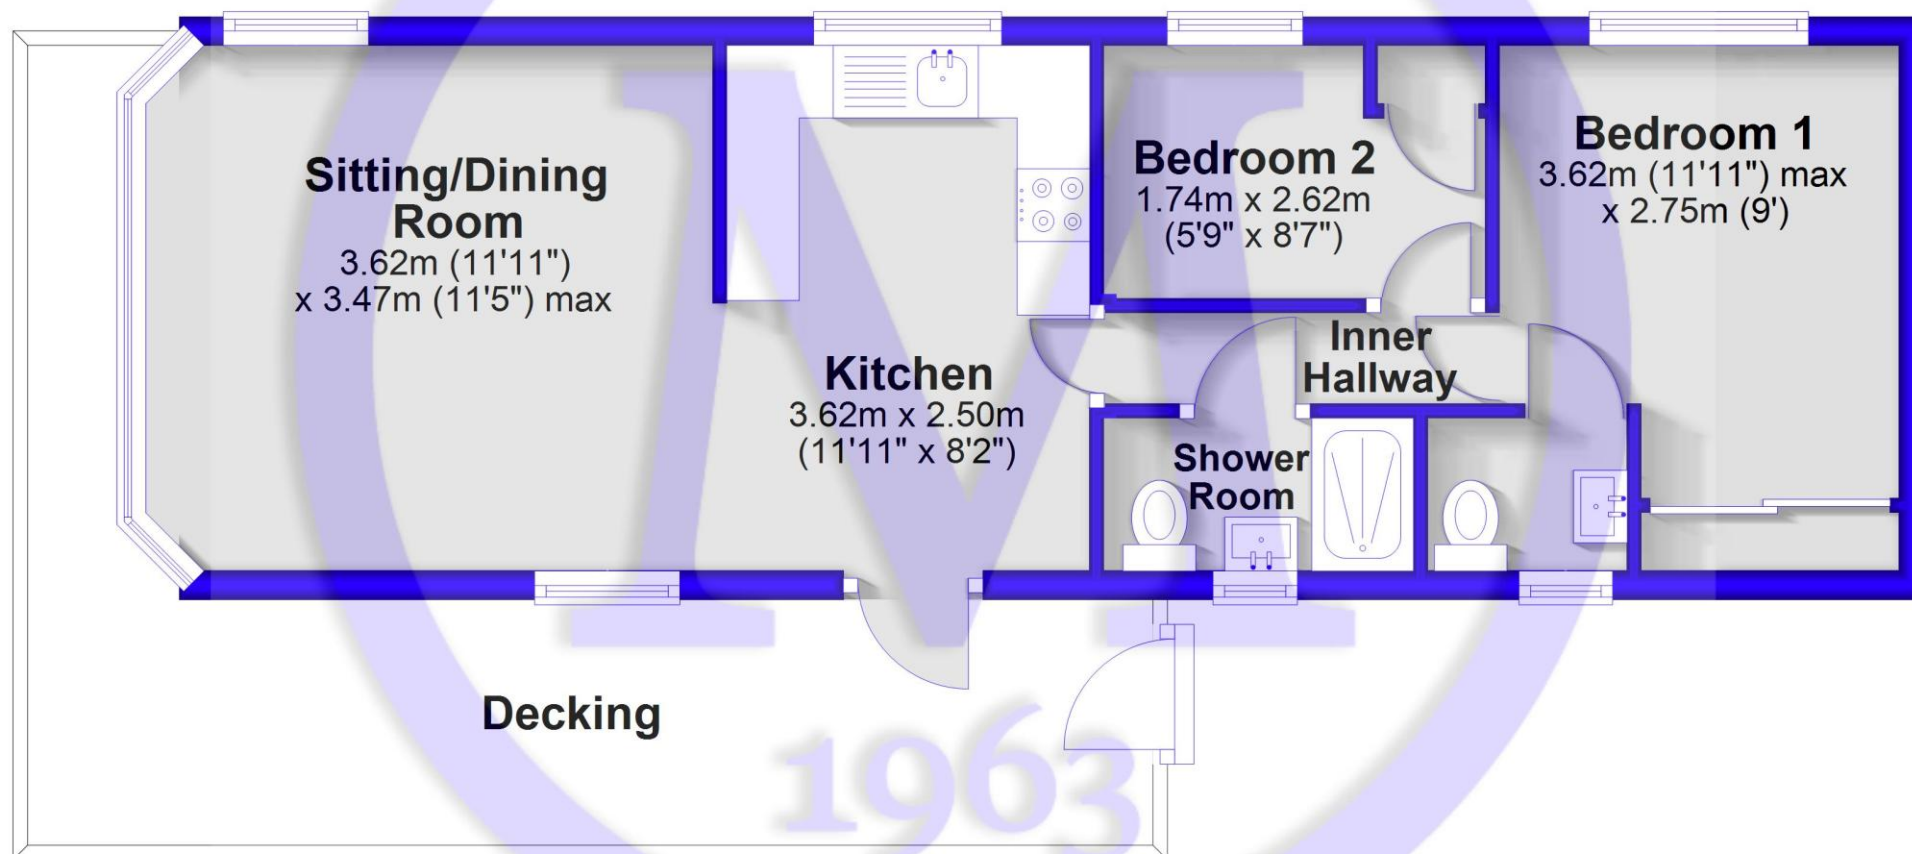 Sitting/Dining
Room
3.62m (11'11")
x 3.47m (11'5") max
Kitchen
3.62m x 2.50m
(11'11" x 8'2")
Bedroom 2
1.74m x 2.62m
(5'9" x 8'7")
Bedroom 1
3.62m (11'11") max
x 2.75m (9')
Inner
Hallway
Shower
Room
Decking
M
1963